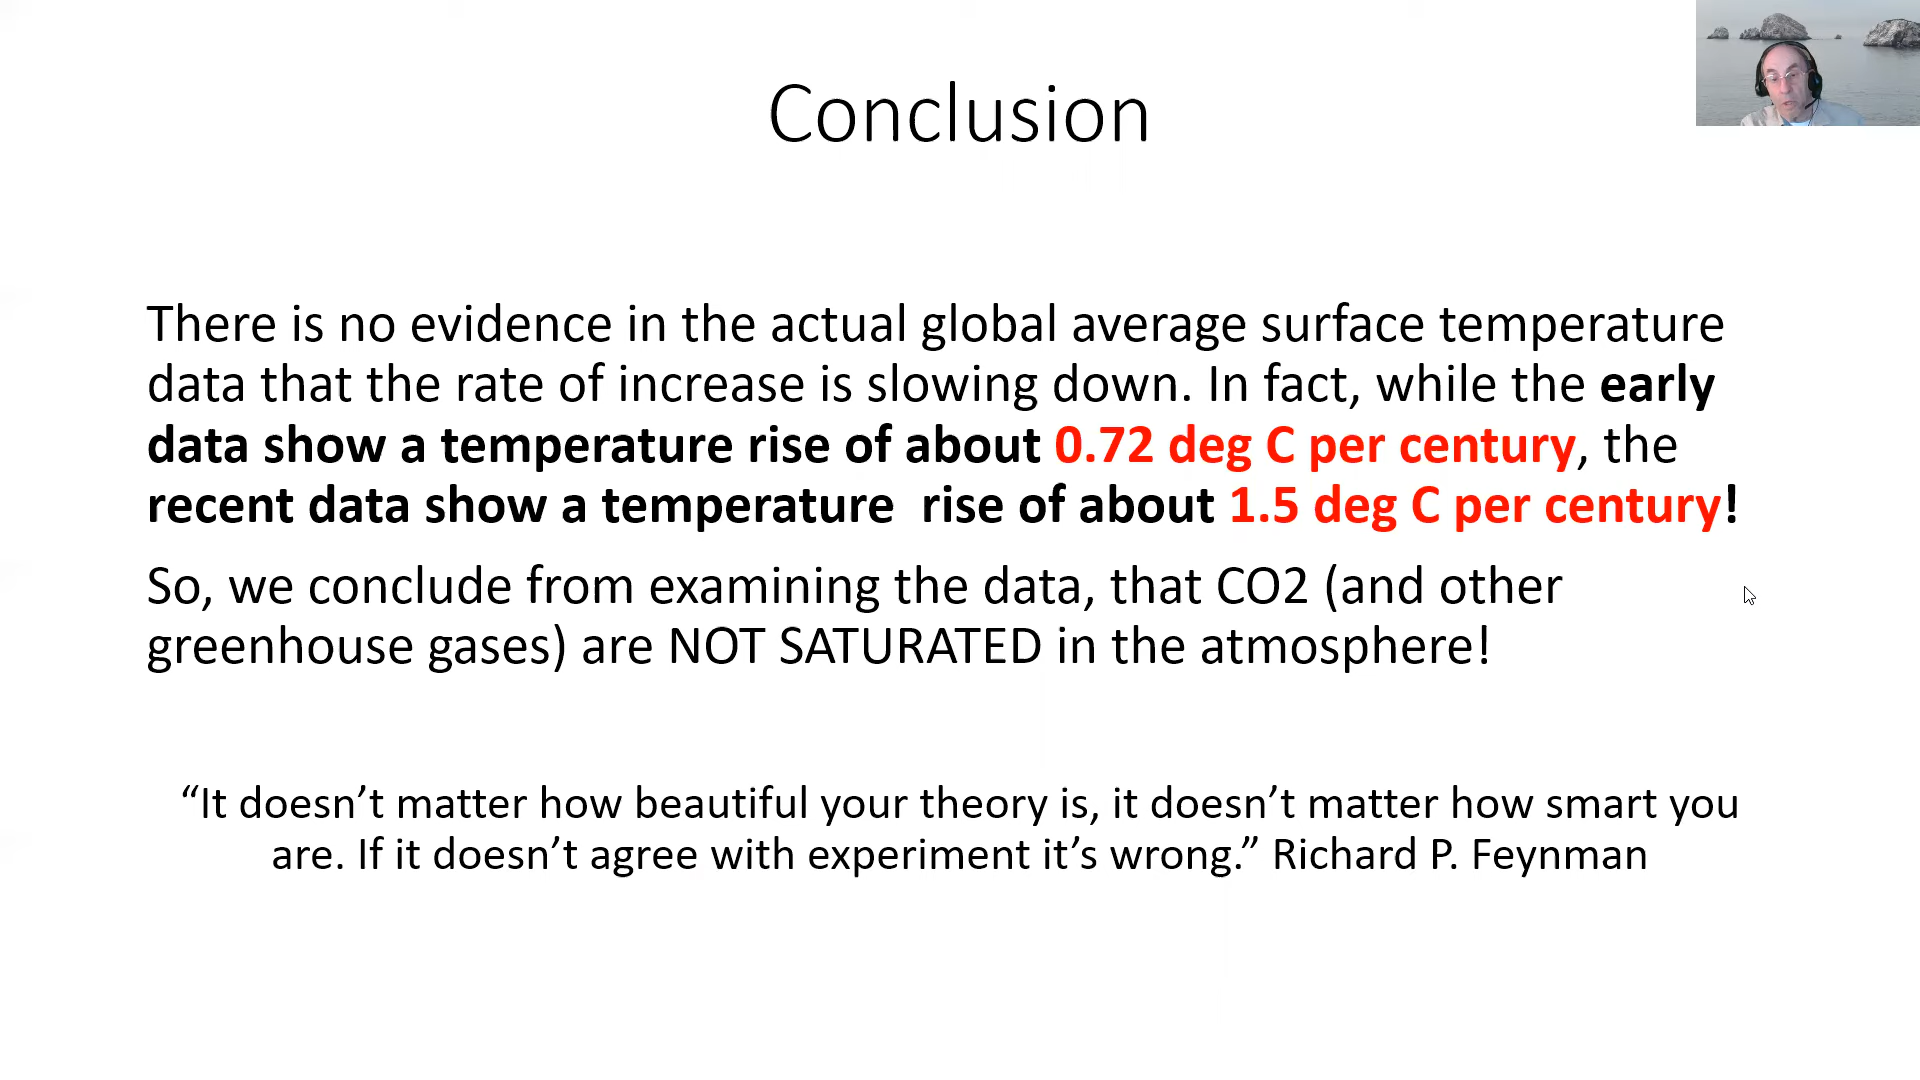 Conclusion
There is no evidence in the actual global average surface temperature
data that the rate of increase is slowing down. In fact, while the early
data show a temperature rise of about 0.72 deg C per century, the
recent data show a temperature  rise of about 1.5 deg C per century!
So, we conclude from examining the data, that CO2 (and other
greenhouse gases) are NOT SATURATED in the atmosphere!
“It doesn’t matter how beautiful your theory is, it doesn’t matter how smart you
are. If it doesn’t agree with experiment it’s wrong.” Richard P. Feynman